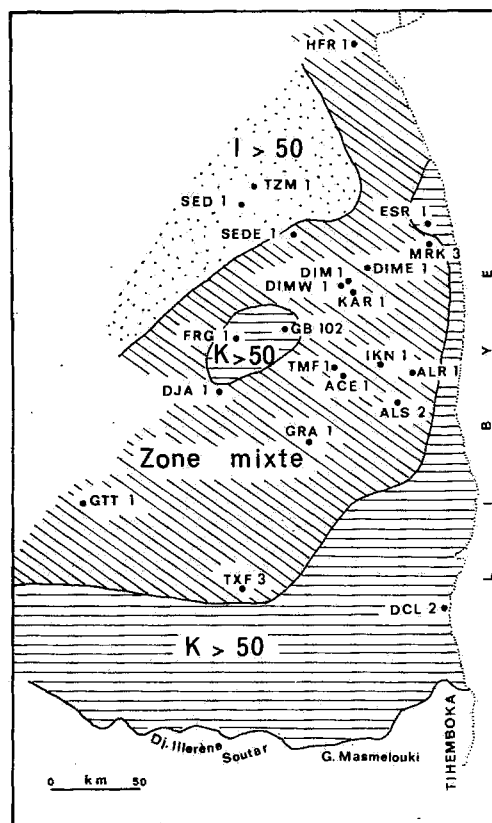 HFR 1
I > 50
TZM 1
SED 1
ESR 1
SEDE 1
MRK 3
DIME 1
DIM 1
DIMW 1
KAR 1
GB 102
FRG 1
K > 50
IKN 1
TMF 1
ALR 1
ACE 1
DJA 1
ALS 2
GRA 1
Zone mixte
GTT 1
TXF 3
DCL 2
K > 50
LIBYE
TIHEMBOKA
Dj. Illerène
Soutar
G. Masmelouki
0 km 50